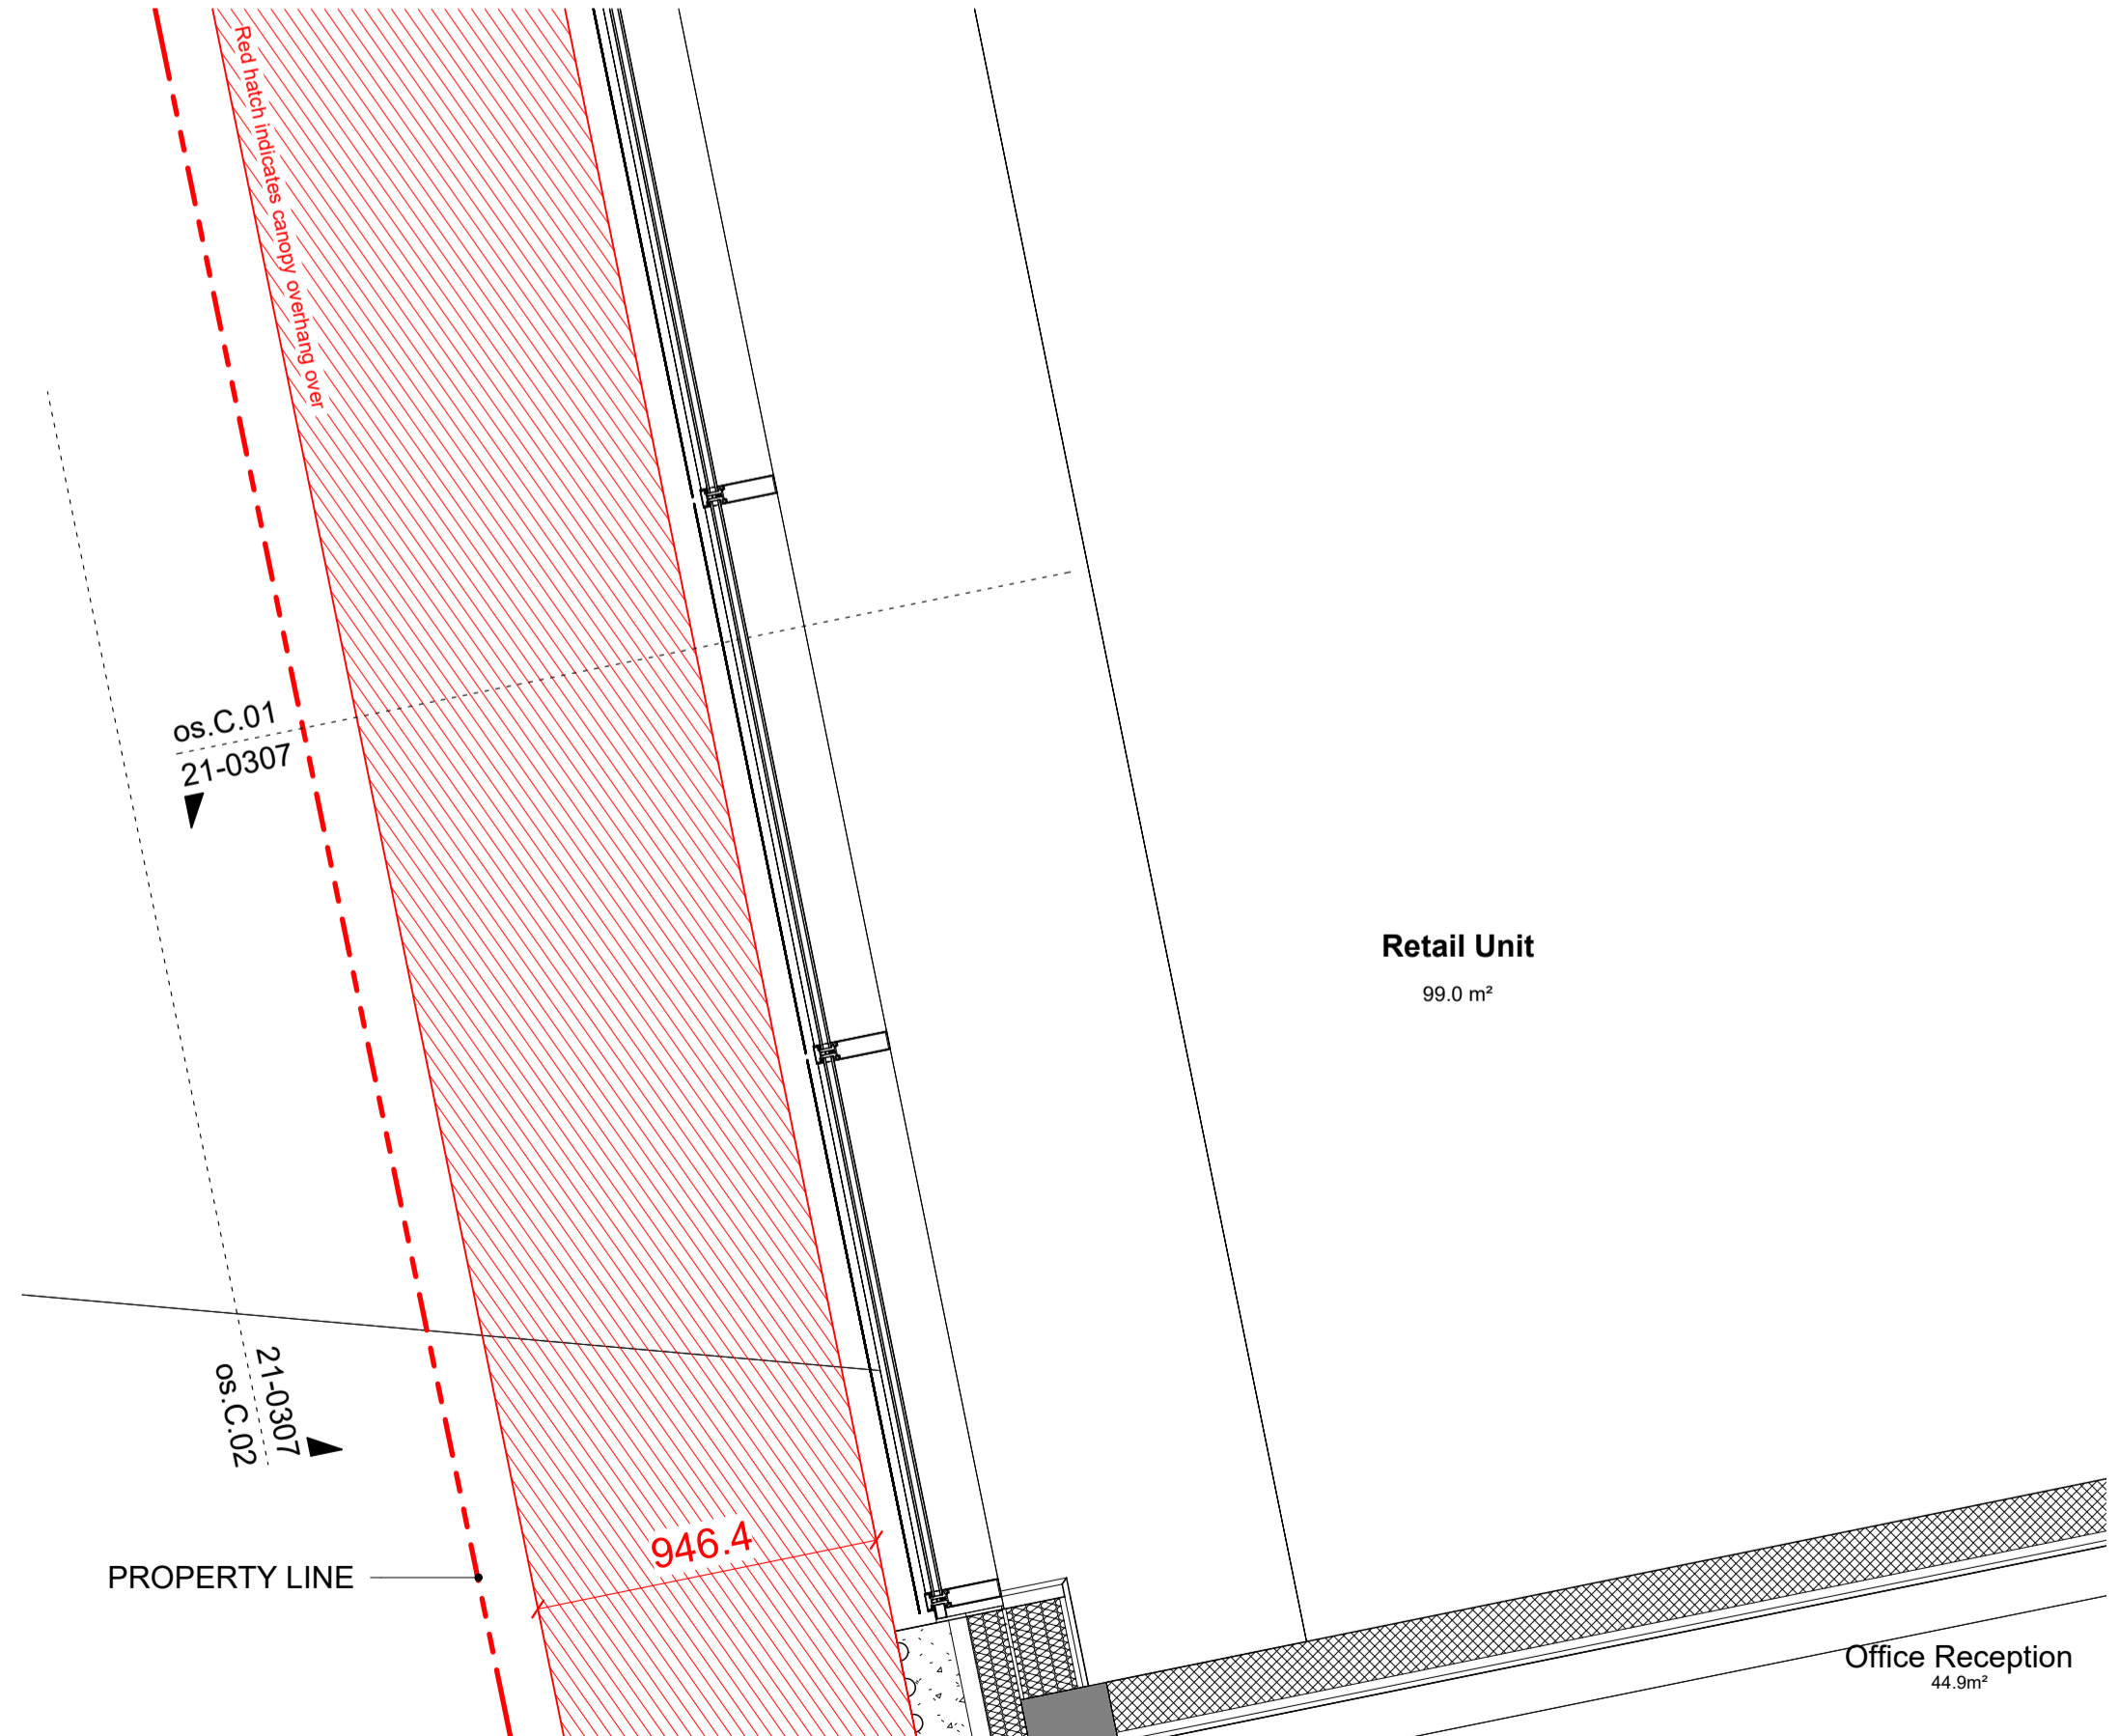 Red hatch indicates canopy overhang over
os.C.01
21-0307
Retail Unit
99.0 m²
21-0307
os.C.02
946.4
PROPERTY LINE
Office Reception
44.9m²